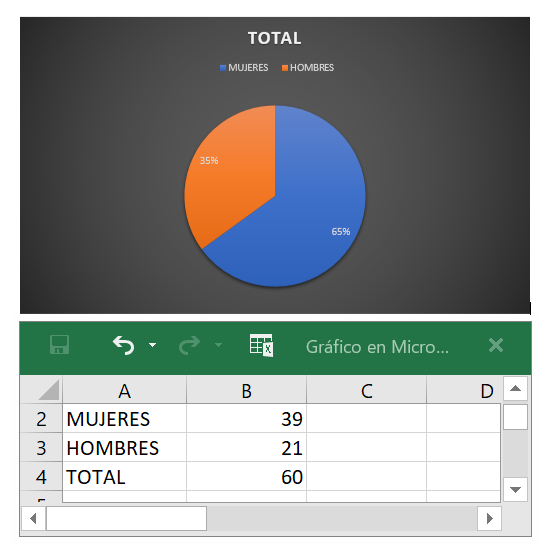 TOTAL
MUJERES HOMBRES
35%
65%
Gráfico en Micro...
A B C D
2 MUJERES 39
3 HOMBRES 21
4 TOTAL 60